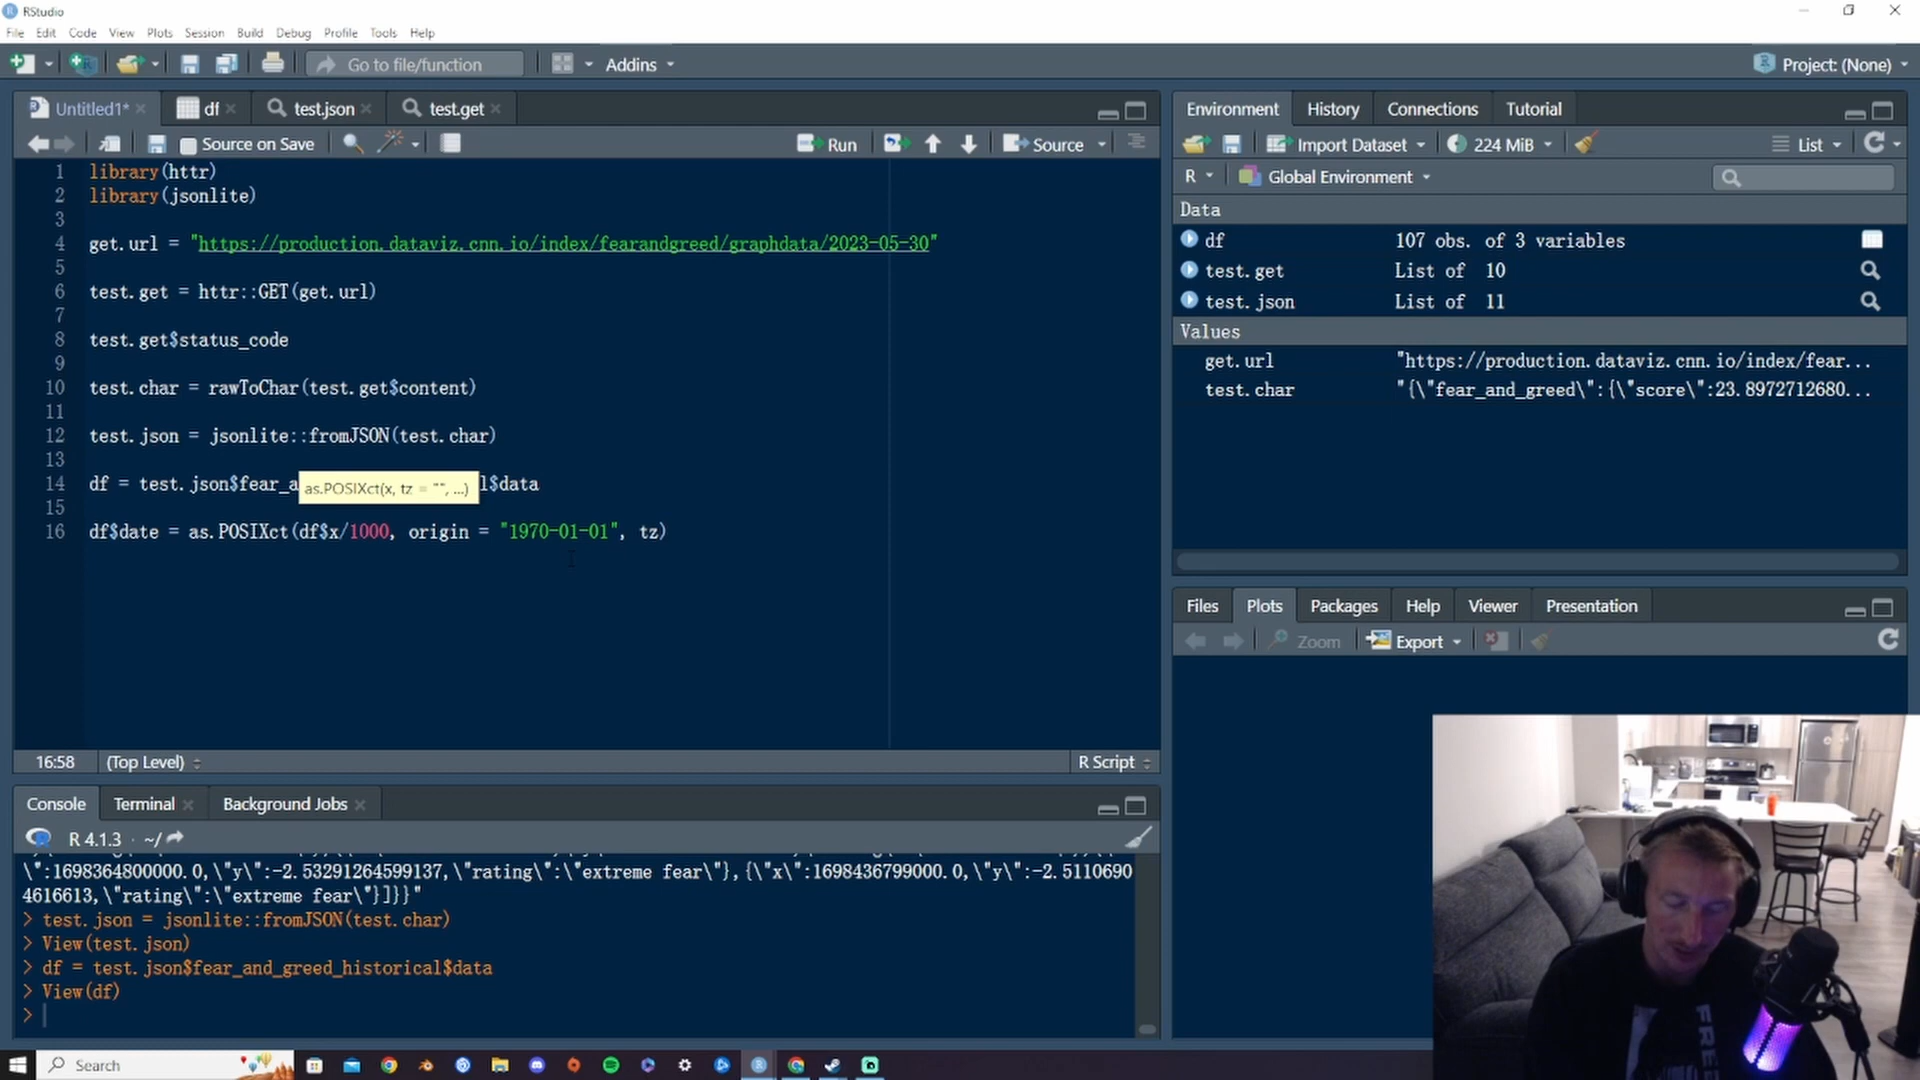 RStudio
File Edit Code View Plots Session Build Debug Profile Tools Help
Go to file/function Addins Project: (None)
Untitled1* df test.json test.get
Source on Save Run Source
1 library(httr)
2 library(jsonlite)
3
4 get.url = "https://production.dataviz.cnn.io/index/fearandgreed/graphdata/2023-05-30"
5
6 test.get = httr::GET(get.url)
7
8 test.get$status_code
9
10 test.char = rawToChar(test.get$content)
11
12 test.json = jsonlite::fromJSON(test.char)
13
14 df = test.json$fear_a as.POSIXct(x, tz = "", ...) l$data
15
16 df$date = as.POSIXct(df$x/1000, origin = "1970-01-01", tz)
16:58 (Top Level) R Script
Console Terminal Background Jobs
R 4.1.3 · ~/
\":1698364800000.0,\"y\":-2.53291264599137,\"rating\":\"extreme fear\"},{\"x\":1698436799000.0,\"y\":-2.5110690
4616613,\"rating\":\"extreme fear\"}]}}"
> test.json = jsonlite::fromJSON(test.char)
> View(test.json)
> df = test.json$fear_and_greed_historical$data
> View(df)
>
Environment History Connections Tutorial
Import Dataset 224 MiB List
R Global Environment
Data
df 107 obs. of 3 variables
test.get List of 10
test.json List of 11
Values
get.url "https://production.dataviz.cnn.io/index/fear...
test.char "{\"fear_and_greed\":{\"score\":23.8972712680...
Files Plots Packages Help Viewer Presentation
Zoom Export
Search